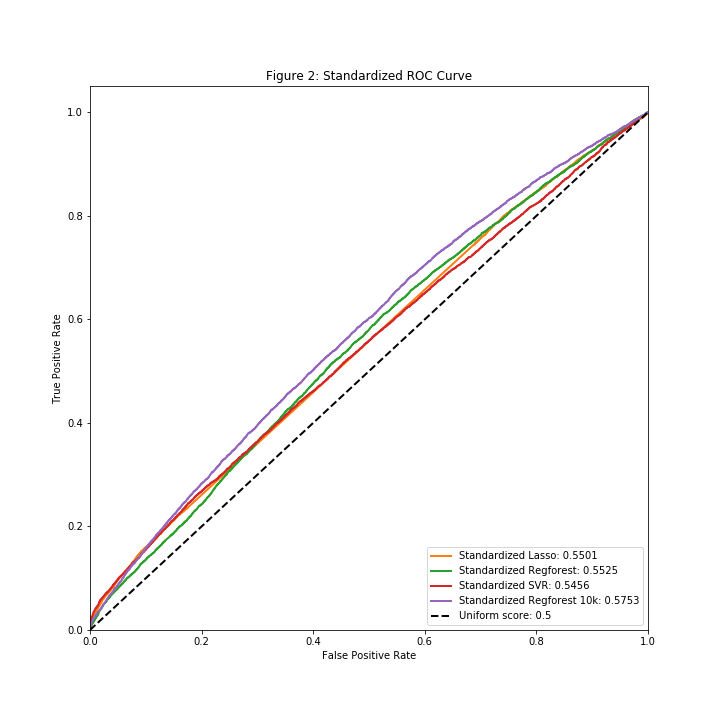 Figure 2: Standardized ROC Curve
1.0
0.8
0.6
0.4
0.2
0.0
True Positive Rate
Standardized Lasso: 0.5501
Standardized Regforest: 0.5525
Standardized SVR: 0.5456
Standardized Regforest 10k: 0.5753
Uniform score: 0.5
0.0 0.2 0.4 0.6 0.8 1.0
False Positive Rate